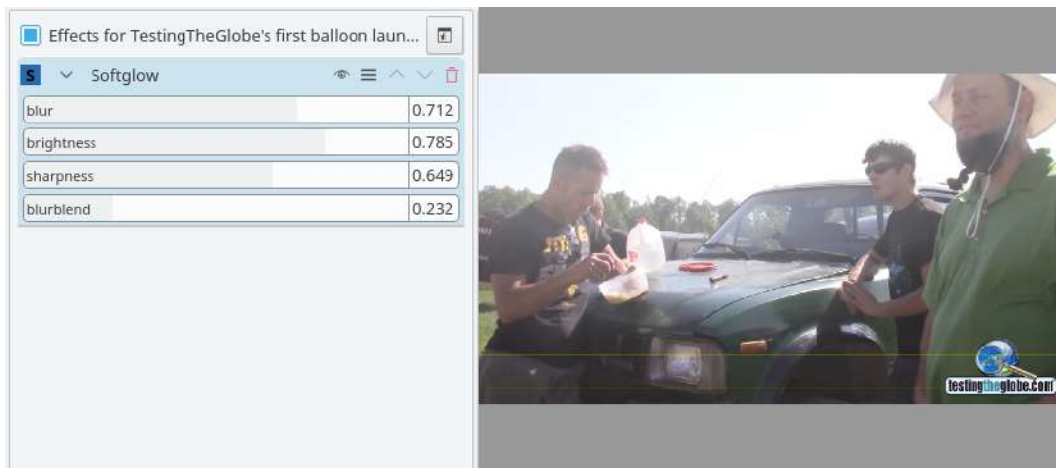 Effects for TestingTheGlobe's first balloon laun...
S Softglow
blur 0.712
brightness 0.785
sharpness 0.649
blurblend 0.232
testingtheglobe.com